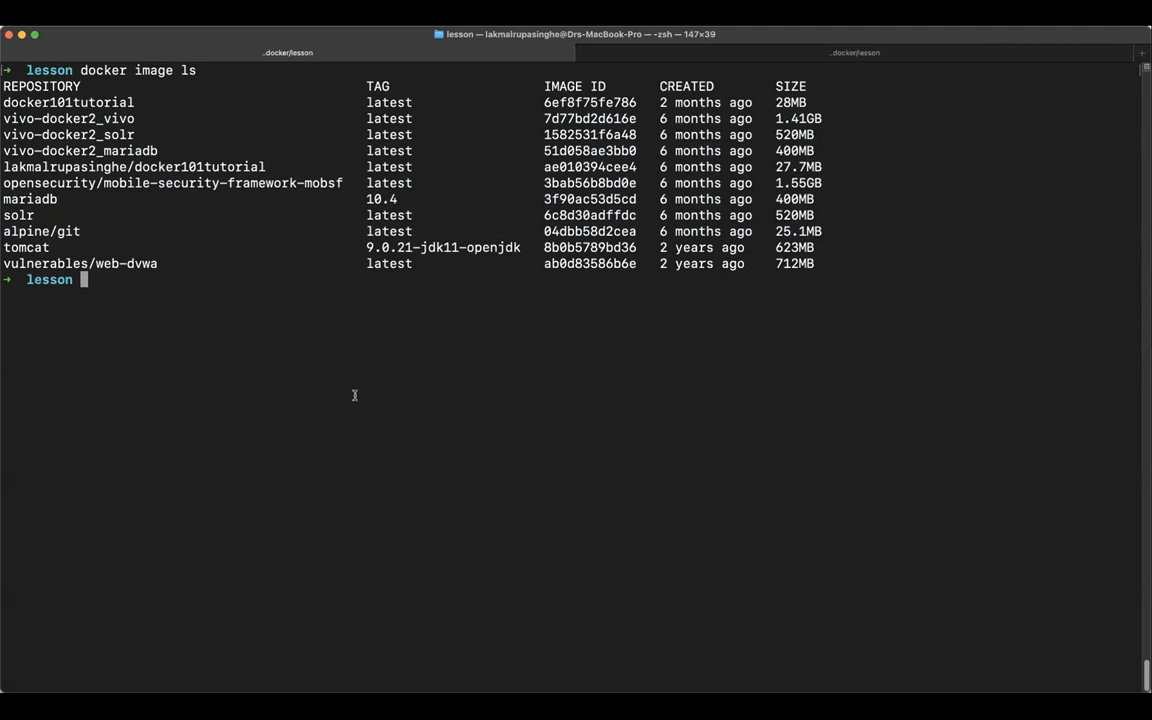 lesson — lakmalrupasinghe@Drs-MacBook-Pro — -zsh — 147×39
..docker/lesson
..docker/lesson
→ lesson docker image ls
REPOSITORY TAG IMAGE ID CREATED SIZE
docker101tutorial latest 6ef8f75fe786 2 months ago 28MB
vivo-docker2_vivo latest 7d77bd2d616e 6 months ago 1.41GB
vivo-docker2_solr latest 1582531f6a48 6 months ago 520MB
vivo-docker2_mariadb latest 51d058ae3bb0 6 months ago 400MB
lakmalrupasinghe/docker101tutorial latest ae010394cee4 6 months ago 27.7MB
opensecurity/mobile-security-framework-mobsf latest 3bab56b8bd0e 6 months ago 1.55GB
mariadb 10.4 3f90ac53d5cd 6 months ago 400MB
solr latest 6c8d30adffdc 6 months ago 520MB
alpine/git latest 04dbb58d2cea 6 months ago 25.1MB
tomcat 9.0.21-jdk11-openjdk 8b0b5789bd36 2 years ago 623MB
vulnerables/web-dvwa latest ab0d83586b6e 2 years ago 712MB
→ lesson